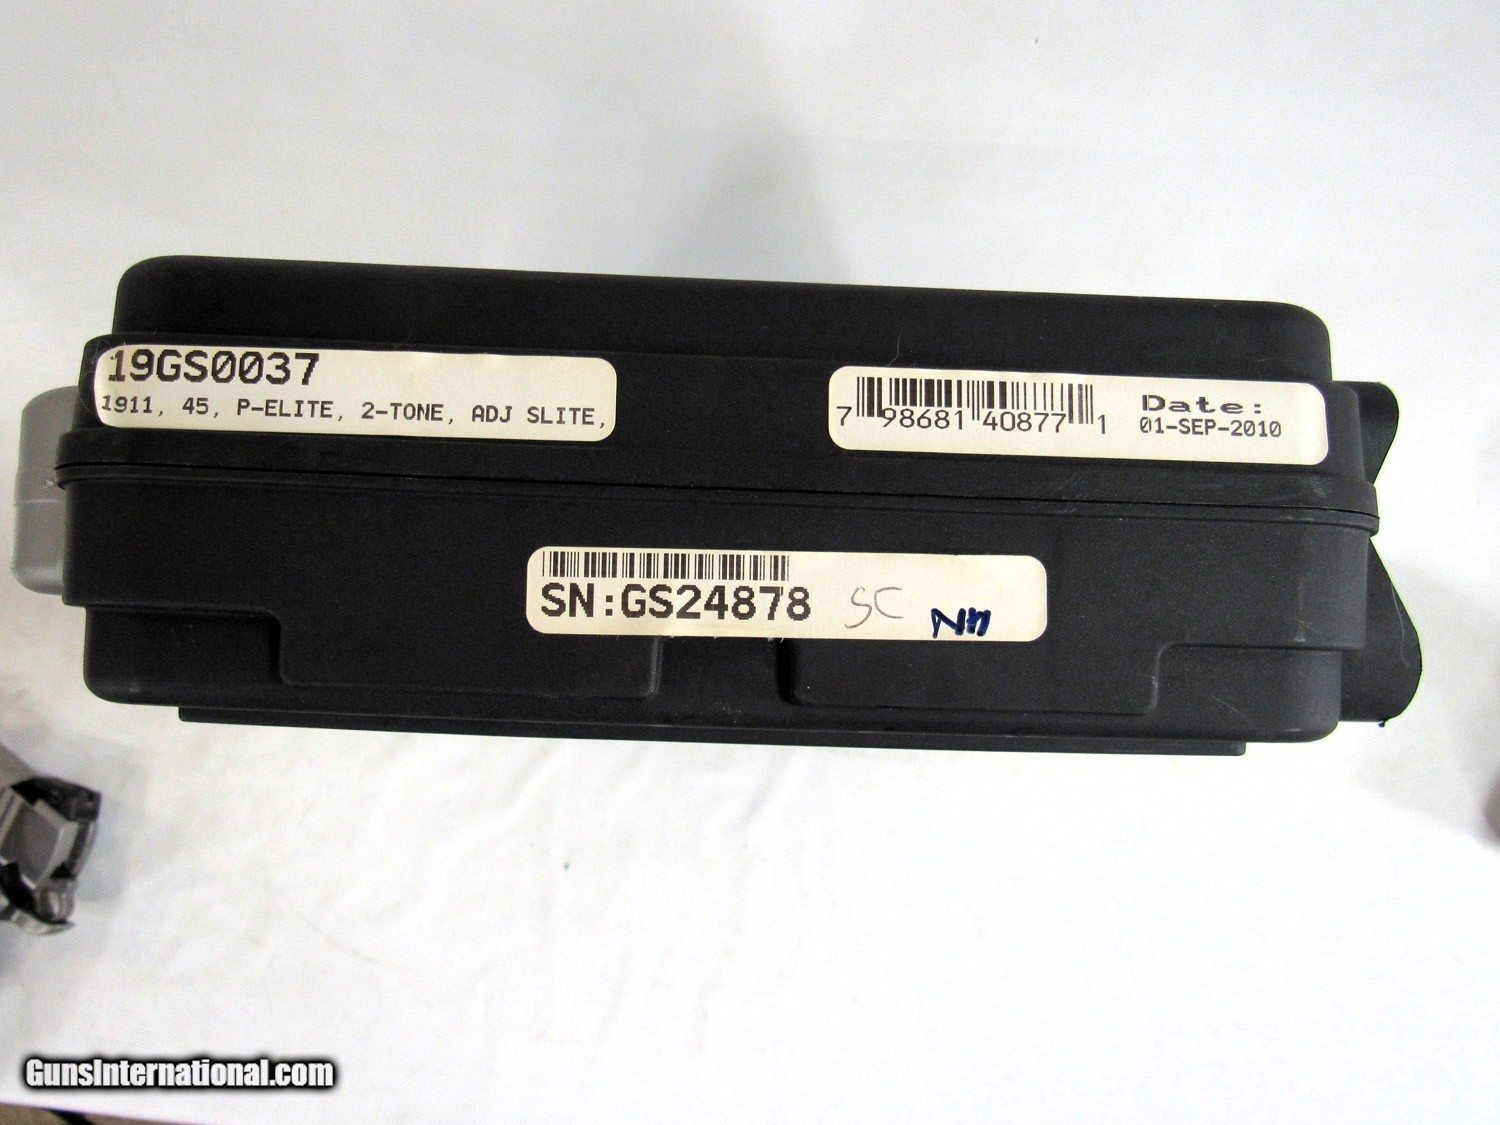 19GS0037
1911, 45, P-ELITE, 2-TONE, ADJ SLITE,
7 98681 40877 1
Date:
01-SEP-2010
SN:GS24878 SC NH
GunsInternational.com